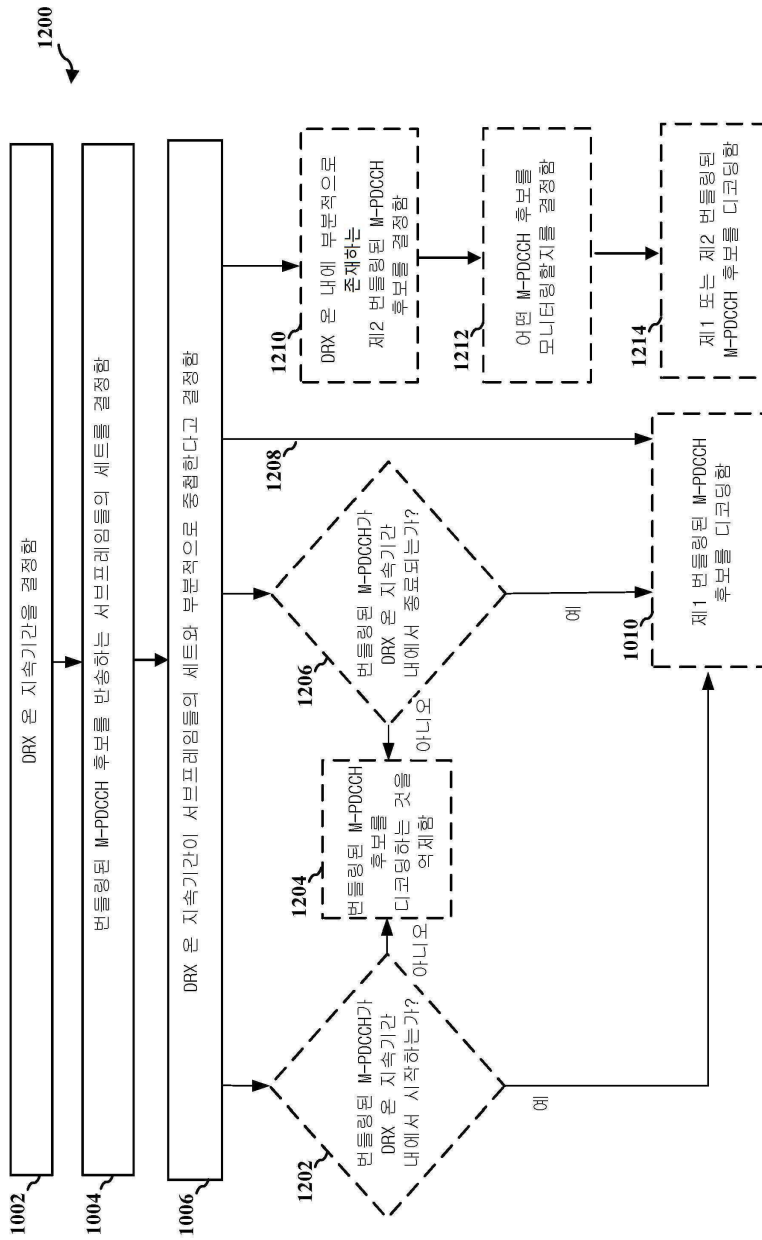 1200
1002
DRX 온 지속기간을 결정함
1004
번들링된 M-PDCCH 후보를 반송하는 서브프레임들의 세트를 결정함
1006
DRX 온 지속기간이 서브프레임들의 세트와 부분적으로 중첩한다고 결정함
1202
번들링된 M-PDCCH가
DRX 온 지속기간
내에서 시작하는가?
아니오
예
1204
번들링된 M-PDCCH
후보를
디코딩하는 것을
억제함
1206
번들링된 M-PDCCH가
DRX 온 지속기간
내에서 종료되는가?
아니오
예
1208
1010
제1 번들링된 M-PDCCH
후보를 디코딩함
1210
DRX 온 내에 부분적으로
존재하는
제2 번들링된 M-PDCCH
후보를 결정함
1212
어떤 M-PDCCH 후보를
모니터링할지를 결정함
1214
제1 또는 제2 번들링된
M-PDCCH 후보를 디코딩함